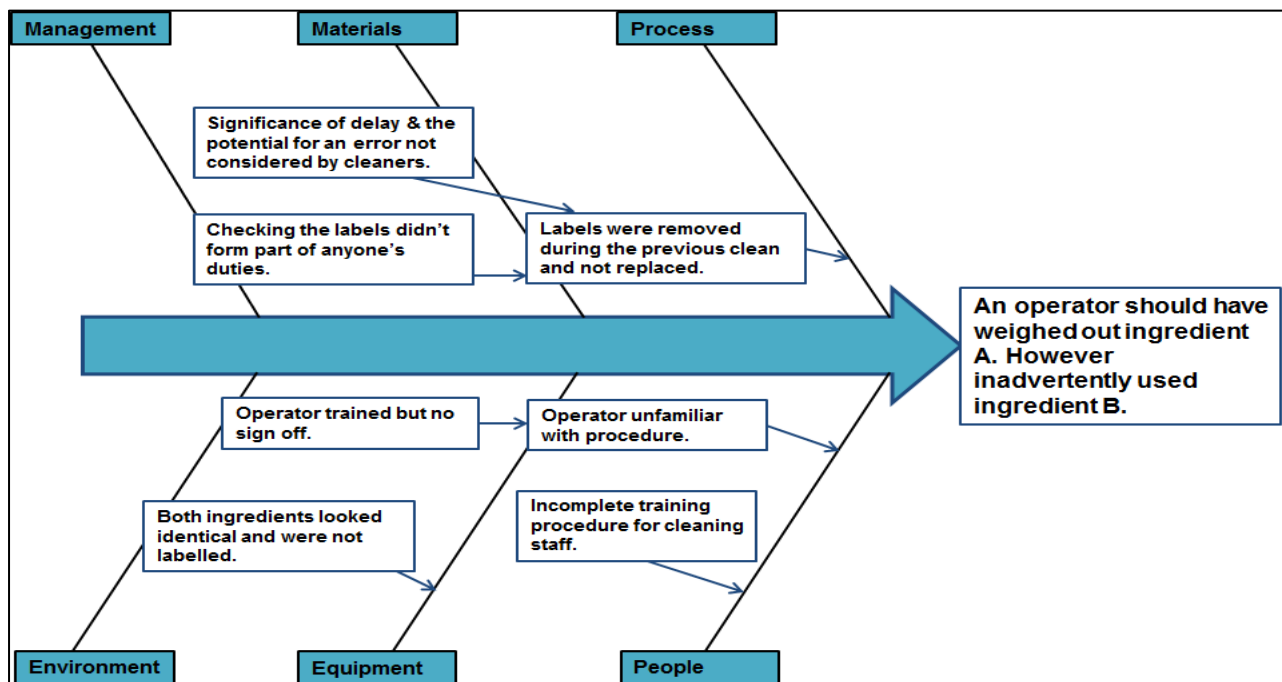 Management
Materials
Process
Significance of delay & the
potential for an error not
considered by cleaners.
Checking the labels didn’t
form part of anyone’s
duties.
Labels were removed
during the previous clean
and not replaced.
An operator should have
weighed out ingredient
A. However
inadvertently used
ingredient B.
Operator trained but no
sign off.
Operator unfamiliar
with procedure.
Both ingredients looked
identical and were not
labelled.
Incomplete training
procedure for cleaning
staff.
Environment
Equipment
People